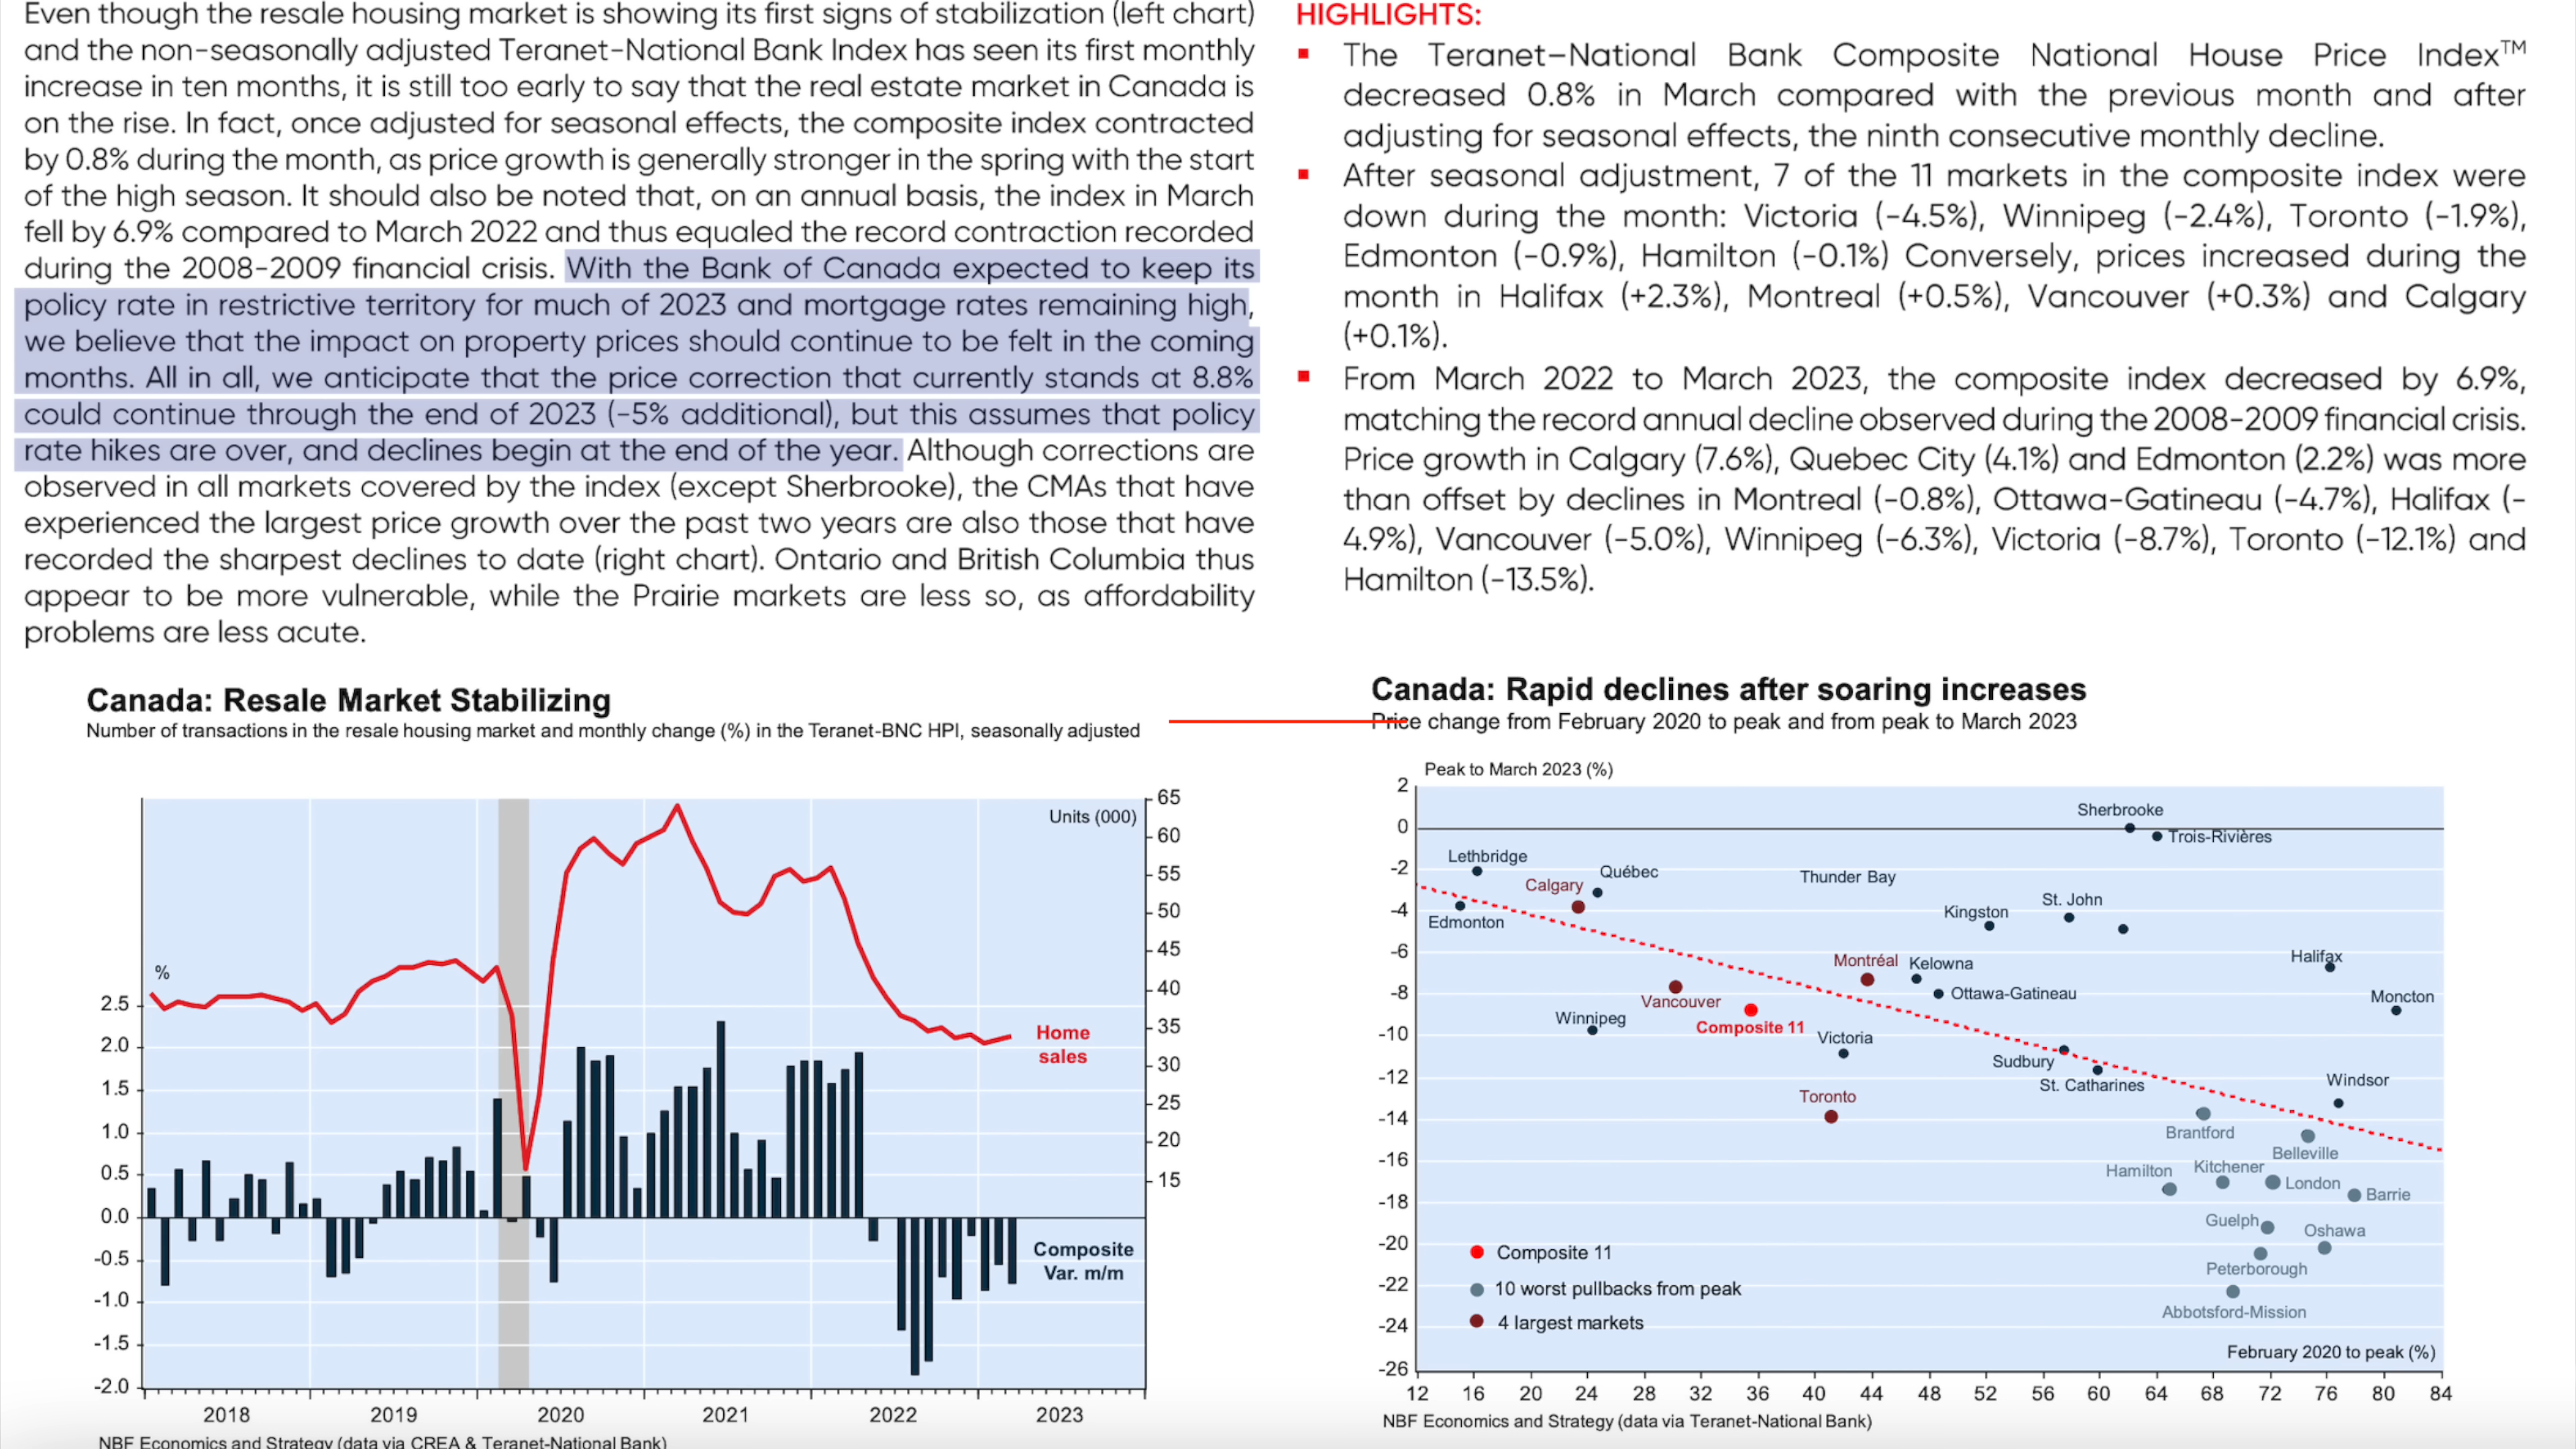 Even though the resale housing market is showing its first signs of stabilization (left chart)
and the non-seasonally adjusted Teranet-National Bank Index has seen its first monthly
increase in ten months, it is still too early to say that the real estate market in Canada is
on the rise. In fact, once adjusted for seasonal effects, the composite index contracted
by 0.8% during the month, as price growth is generally stronger in the spring with the start
of the high season. It should also be noted that, on an annual basis, the index in March
fell by 6.9% compared to March 2022 and thus equaled the record contraction recorded
during the 2008-2009 financial crisis. With the Bank of Canada expected to keep its
policy rate in restrictive territory for much of 2023 and mortgage rates remaining high,
we believe that the impact on property prices should continue to be felt in the coming
months. All in all, we anticipate that the price correction that currently stands at 8.8%
could continue through the end of 2023 (-5% additional), but this assumes that policy
rate hikes are over, and declines begin at the end of the year. Although corrections are
observed in all markets covered by the index (except Sherbrooke), the CMAs that have
experienced the largest price growth over the past two years are also those that have
recorded the sharpest declines to date (right chart). Ontario and British Columbia thus
appear to be more vulnerable, while the Prairie markets are less so, as affordability
problems are less acute.
HIGHLIGHTS:
▪ The Teranet–National Bank Composite National House Price Index™
decreased 0.8% in March compared with the previous month and after
adjusting for seasonal effects, the ninth consecutive monthly decline.
▪ After seasonal adjustment, 7 of the 11 markets in the composite index were
down during the month: Victoria (-4.5%), Winnipeg (-2.4%), Toronto (-1.9%),
Edmonton (-0.9%), Hamilton (-0.1%) Conversely, prices increased during the
month in Halifax (+2.3%), Montreal (+0.5%), Vancouver (+0.3%) and Calgary
(+0.1%).
▪ From March 2022 to March 2023, the composite index decreased by 6.9%,
matching the record annual decline observed during the 2008-2009 financial crisis.
Price growth in Calgary (7.6%), Quebec City (4.1%) and Edmonton (2.2%) was more
than offset by declines in Montreal (-0.8%), Ottawa-Gatineau (-4.7%), Halifax (-
4.9%), Vancouver (-5.0%), Winnipeg (-6.3%), Victoria (-8.7%), Toronto (-12.1%) and
Hamilton (-13.5%).
Canada: Resale Market Stabilizing
Number of transactions in the resale housing market and monthly change (%) in the Teranet-BNC HPI, seasonally adjusted
Units (000)
65
60
55
50
45
40
35
30
25
20
15
%
2.5
2.0
1.5
1.0
0.5
0.0
-0.5
-1.0
-1.5
-2.0
Home
sales
Composite
Var. m/m
2018 2019 2020 2021 2022 2023
NBF Economics and Strategy (data via CREA & Teranet-National Bank)
Canada: Rapid declines after soaring increases
Price change from February 2020 to peak and from peak to March 2023
Peak to March 2023 (%)
2
0
-2
-4
-6
-8
-10
-12
-14
-16
-18
-20
-22
-24
-26
Sherbrooke
Trois-Rivières
Lethbridge
Québec
Thunder Bay
Calgary
St. John
Kingston
Edmonton
Halifax
Montréal
Kelowna
Ottawa-Gatineau
Moncton
Vancouver
Winnipeg
Composite 11
Victoria
Sudbury
St. Catharines
Windsor
Toronto
Brantford
Belleville
Hamilton
Kitchener
London
Barrie
Guelph
Oshawa
Peterborough
Abbotsford-Mission
Composite 11
10 worst pullbacks from peak
4 largest markets
February 2020 to peak (%)
12 16 20 24 28 32 36 40 44 48 52 56 60 64 68 72 76 80 84
NBF Economics and Strategy (data via Teranet-National Bank)